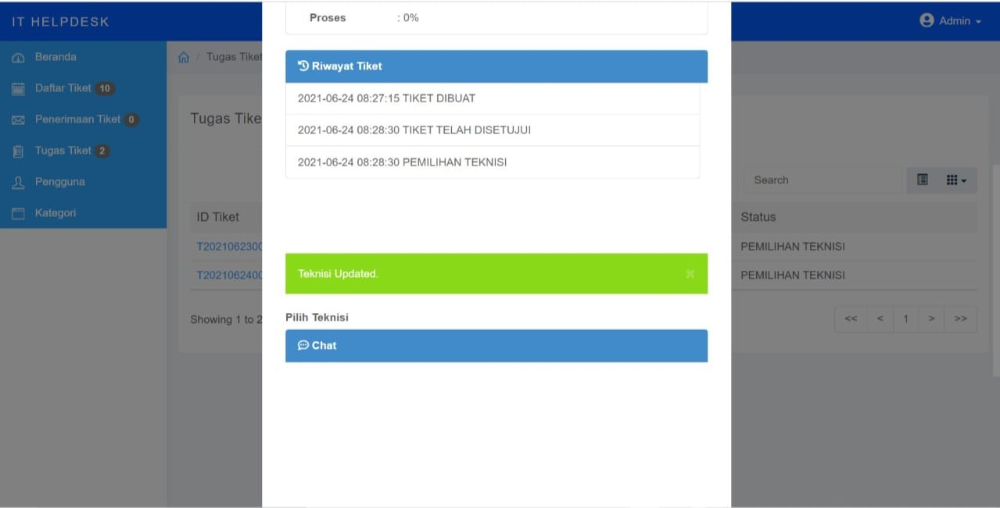 IT HELPDESK
Admin
Beranda
Daftar Tiket 10
Penerimaan Tiket 0
Tugas Tiket 2
Pengguna
Kategori
/ Tugas Tiket
Tugas Tike
Search
ID Tiket
Status
T202106230
PEMILIHAN TEKNISI
T202106240
PEMILIHAN TEKNISI
Showing 1 to 2
<< < 1 > >>
Proses : 0%
Riwayat Tiket
2021-06-24 08:27:15 TIKET DIBUAT
2021-06-24 08:28:30 TIKET TELAH DISETUJUI
2021-06-24 08:28:30 PEMILIHAN TEKNISI
Teknisi Updated.
Pilih Teknisi
Chat